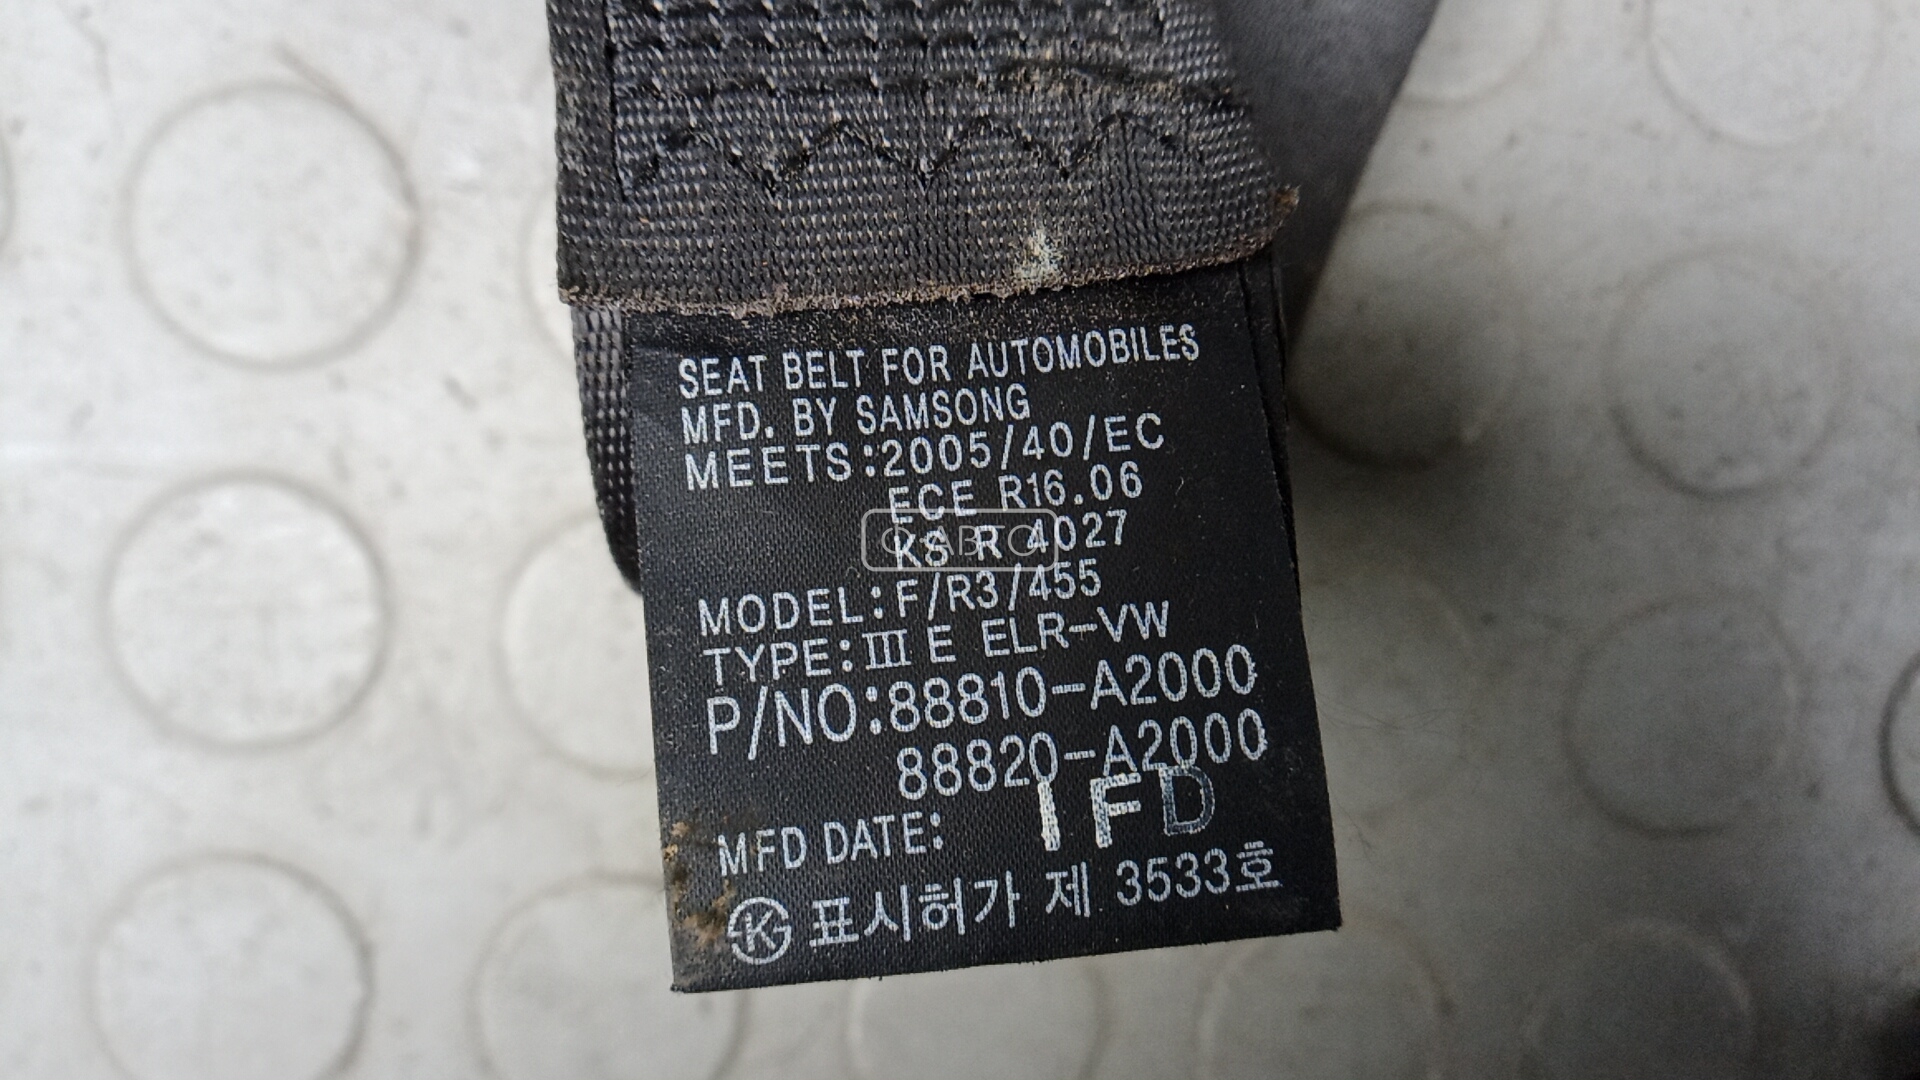 SEAT BELT FOR AUTOMOBILES
MFD. BY SAMSONG
MEETS:2005/40/EC
ECE R16.06
KS R 4027
MODEL:F/R3/455
TYPE:Ⅲ E ELR-VW
P/NO:88810-A2000
88820-A2000
MFD DATE: 1FD
K 표시허가 제 3533호